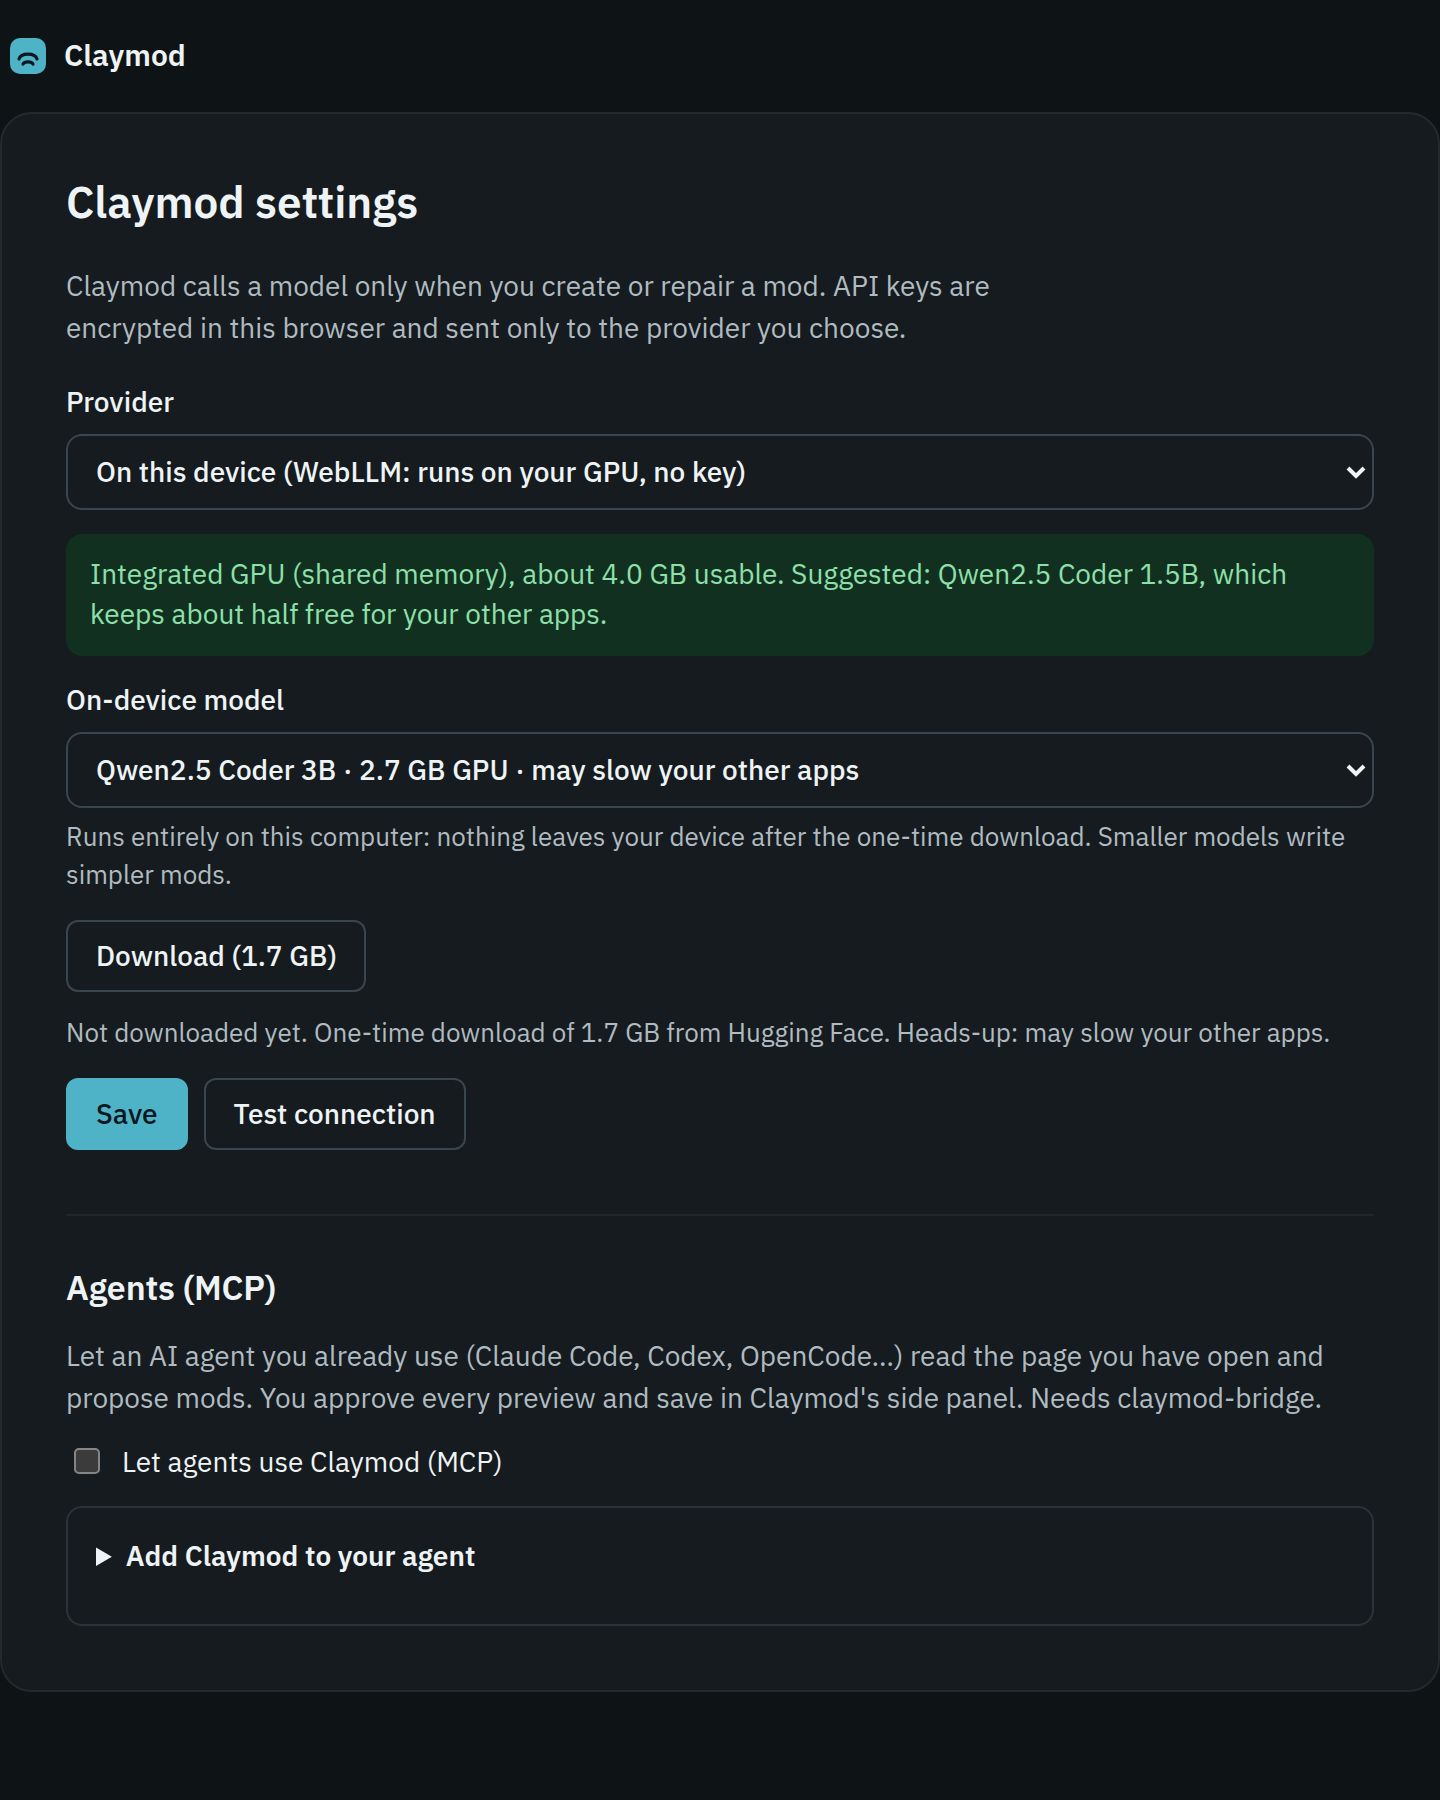 Claymod
Claymod settings
Claymod calls a model only when you create or repair a mod. API keys are
encrypted in this browser and sent only to the provider you choose.
Provider
On this device (WebLLM: runs on your GPU, no key)
Integrated GPU (shared memory), about 4.0 GB usable. Suggested: Qwen2.5 Coder 1.5B, which
keeps about half free for your other apps.
On-device model
Qwen2.5 Coder 3B · 2.7 GB GPU · may slow your other apps
Runs entirely on this computer: nothing leaves your device after the one-time download. Smaller models write
simpler mods.
Download (1.7 GB)
Not downloaded yet. One-time download of 1.7 GB from Hugging Face. Heads-up: may slow your other apps.
Save Test connection
Agents (MCP)
Let an AI agent you already use (Claude Code, Codex, OpenCode...) read the page you have open and
propose mods. You approve every preview and save in Claymod's side panel. Needs claymod-bridge.
Let agents use Claymod (MCP)
Add Claymod to your agent